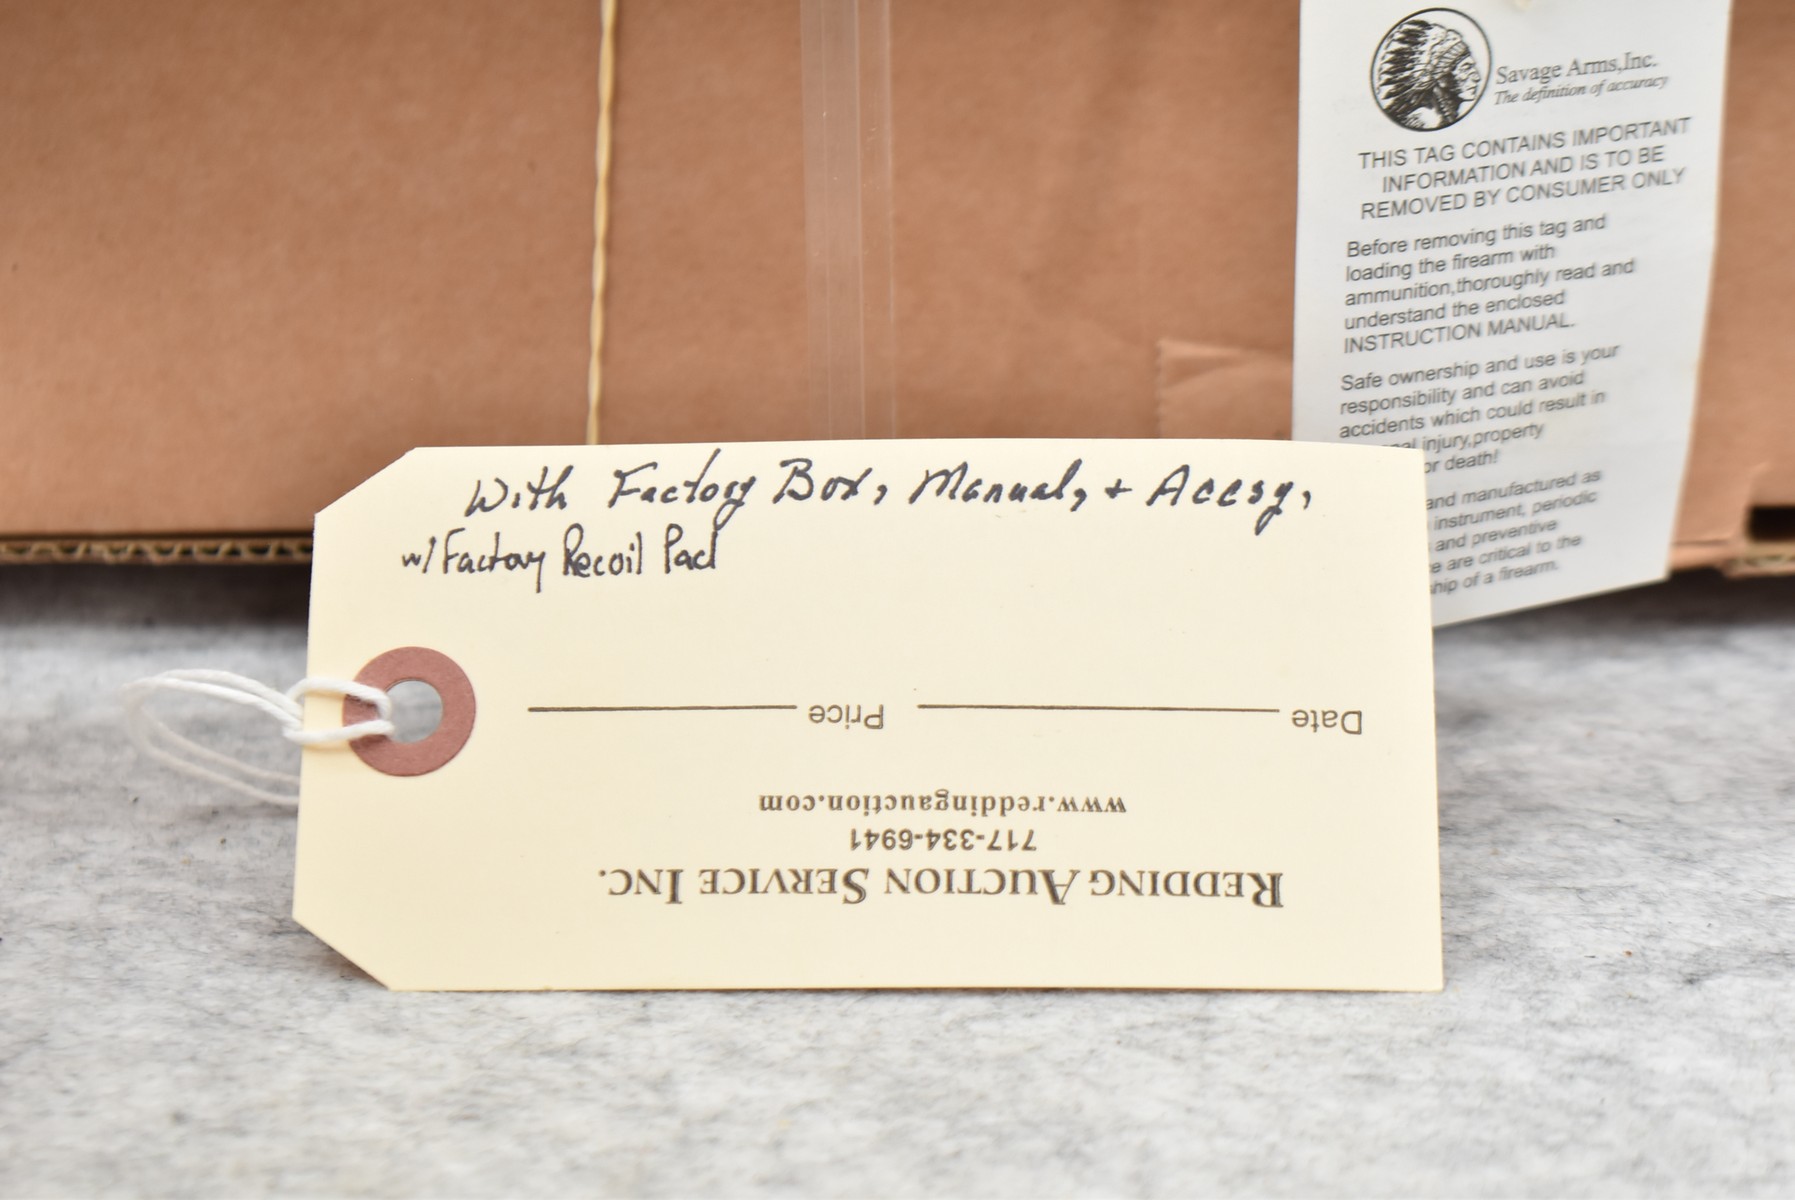 Savage Arms,Inc.
The definition of accuracy
THIS TAG CONTAINS IMPORTANT
INFORMATION AND IS TO BE
REMOVED BY CONSUMER ONLY
Before removing this tag and
loading the firearm with
ammunition,thoroughly read and
understand the enclosed
INSTRUCTION MANUAL.
Safe ownership and use is your
responsibility and can avoid
accidents which could result in
injury,property
or death!
and manufactured as
instrument, periodic
and preventive
are critical to the
of a firearm.
With Factory Box, Manual, + Accsy,
w/ Factory Recoil Pad
Date Price
www.reddingauction.com
717-334-6941
REDDING AUCTION SERVICE INC.